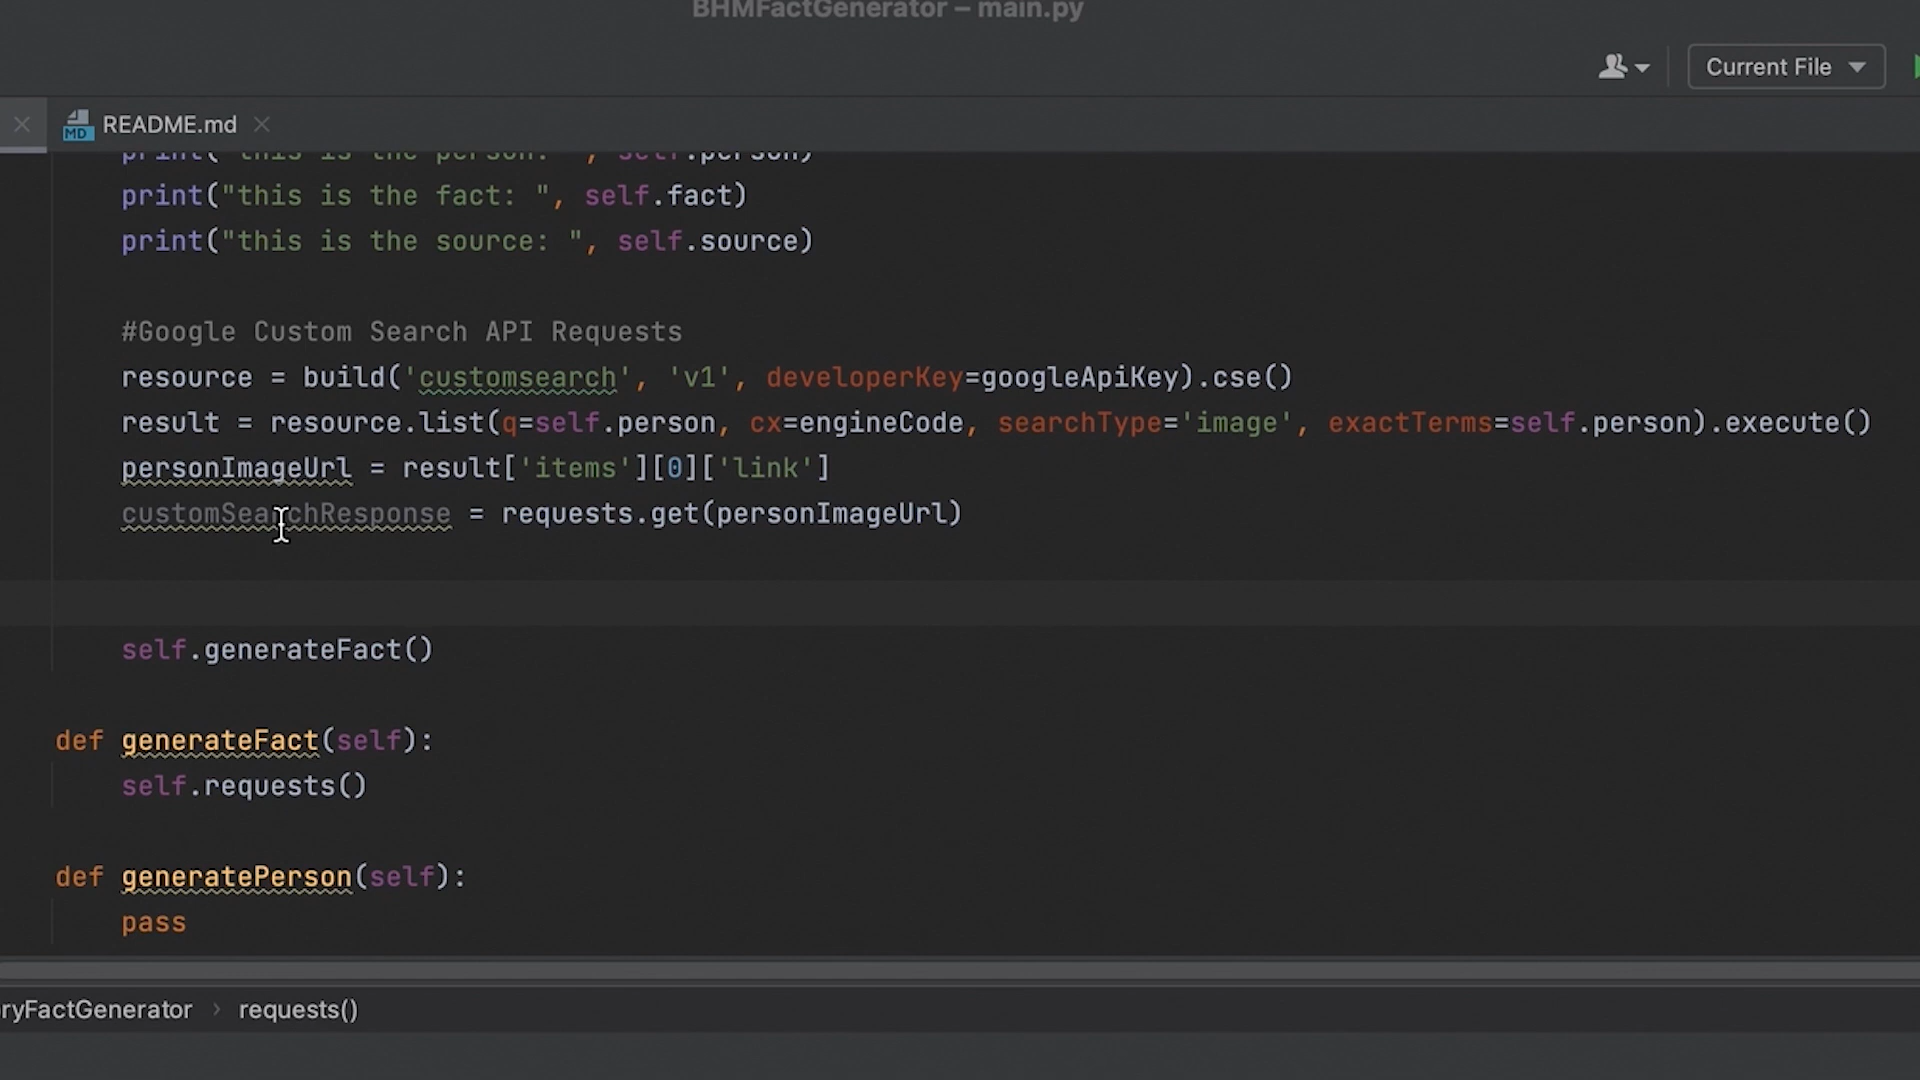 BHMFactGenerator – main.py
Current File
README.md
print("this is the person: ", self.person)
print("this is the fact: ", self.fact)
print("this is the source: ", self.source)
#Google Custom Search API Requests
resource = build('customsearch', 'v1', developerKey=googleApiKey).cse()
result = resource.list(q=self.person, cx=engineCode, searchType='image', exactTerms=self.person).execute()
personImageUrl = result['items'][0]['link']
customSearchResponse = requests.get(personImageUrl)
self.generateFact()
def generateFact(self):
self.requests()
def generatePerson(self):
pass
ryFactGenerator › requests()